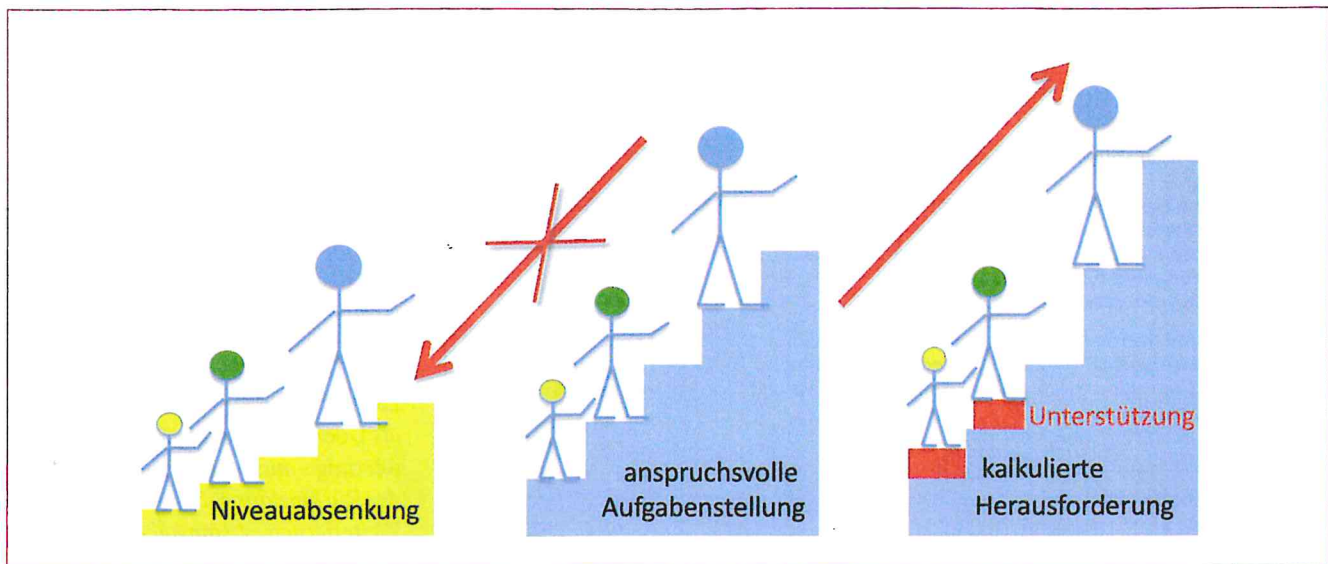 Niveauabsenkung
anspruchsvolle
Aufgabenstellung
Unterstützung
kalkulierte
Herausforderung